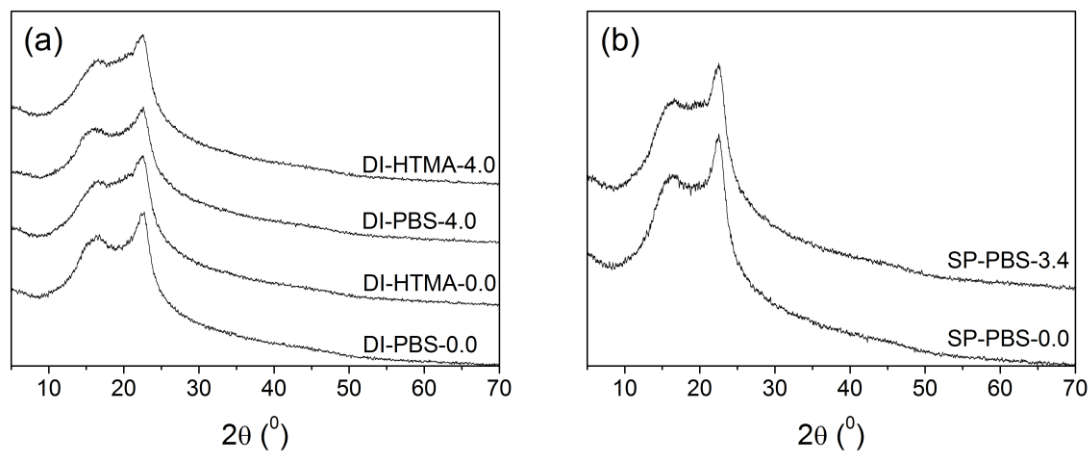 (a)
DI-HTMA-4.0
DI-PBS-4.0
DI-HTMA-0.0
DI-PBS-0.0
10 20 30 40 50 60 70
2θ (⁰)
(b)
SP-PBS-3.4
SP-PBS-0.0
10 20 30 40 50 60 70
2θ (⁰)